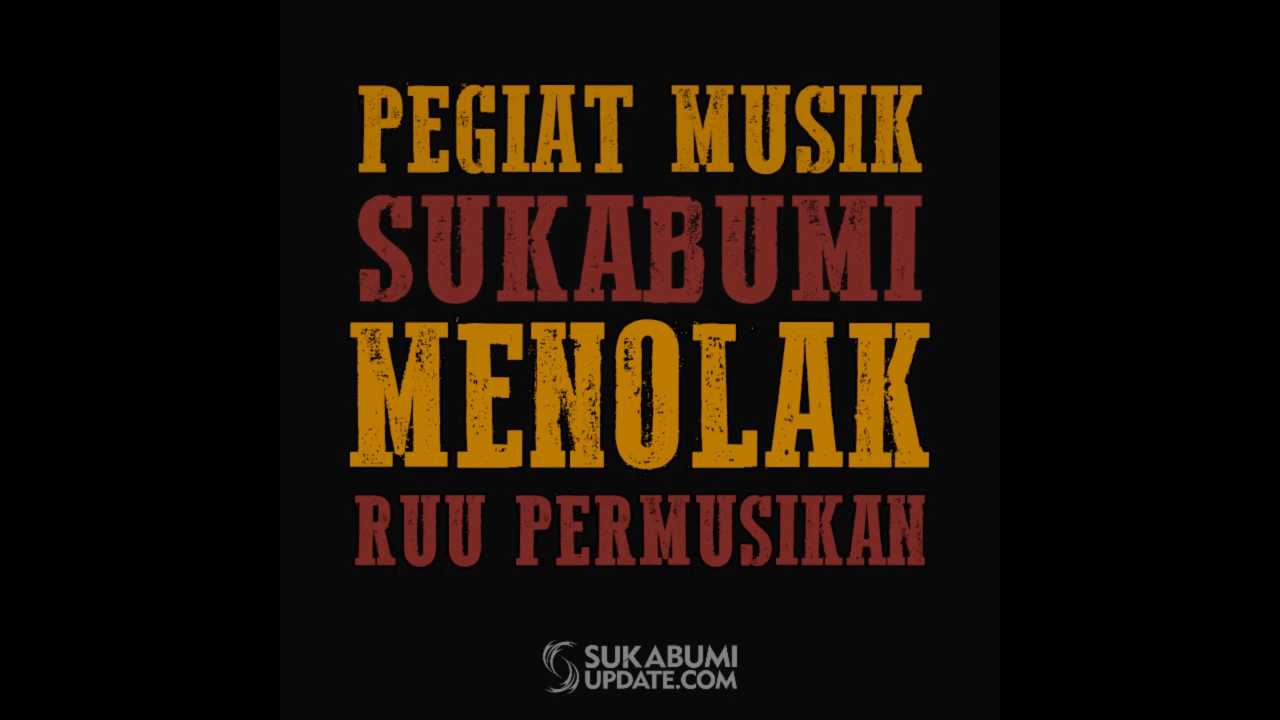 PEGIAT MUSIK
SUKABUMI
MENOLAK
RUU PERMUSIKAN
SUKABUMI
UPDATE.COM